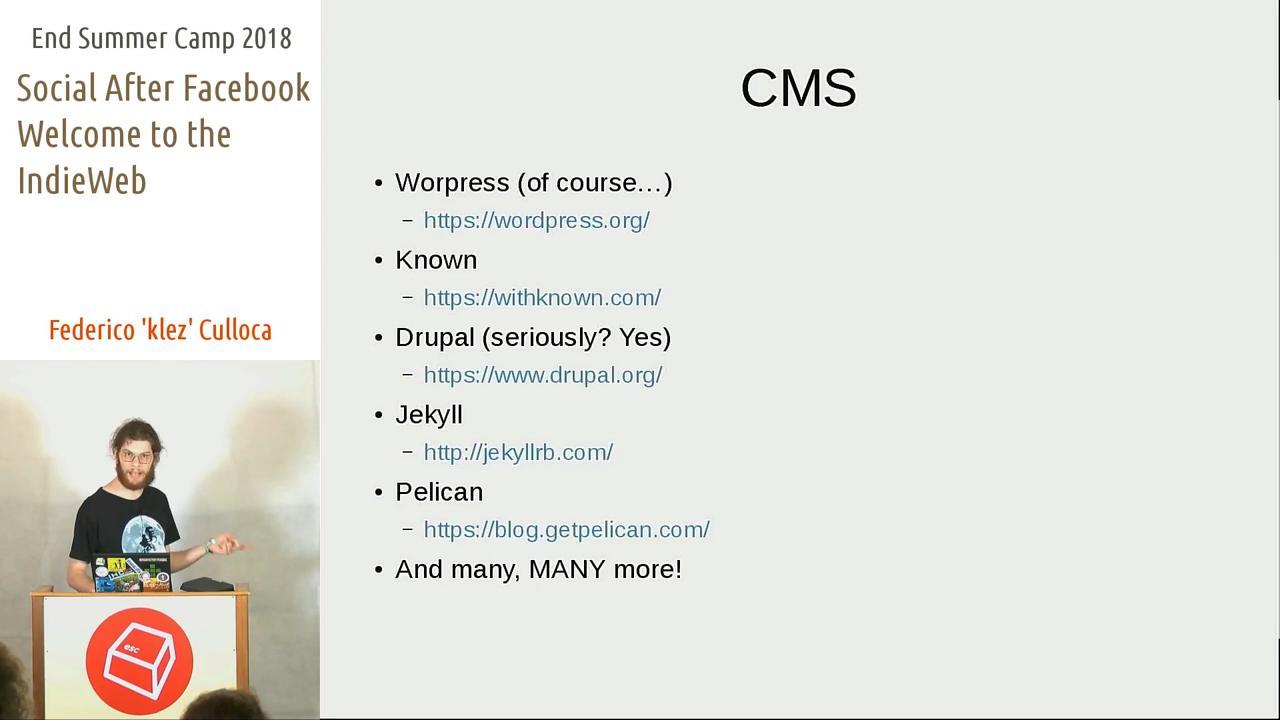 End Summer Camp 2018
Social After Facebook
Welcome to the
IndieWeb
Federico 'klez' Culloca
esc
CMS
• Worpress (of course…)
– https://wordpress.org/
• Known
– https://withknown.com/
• Drupal (seriously? Yes)
– https://www.drupal.org/
• Jekyll
– http://jekyllrb.com/
• Pelican
– https://blog.getpelican.com/
• And many, MANY more!